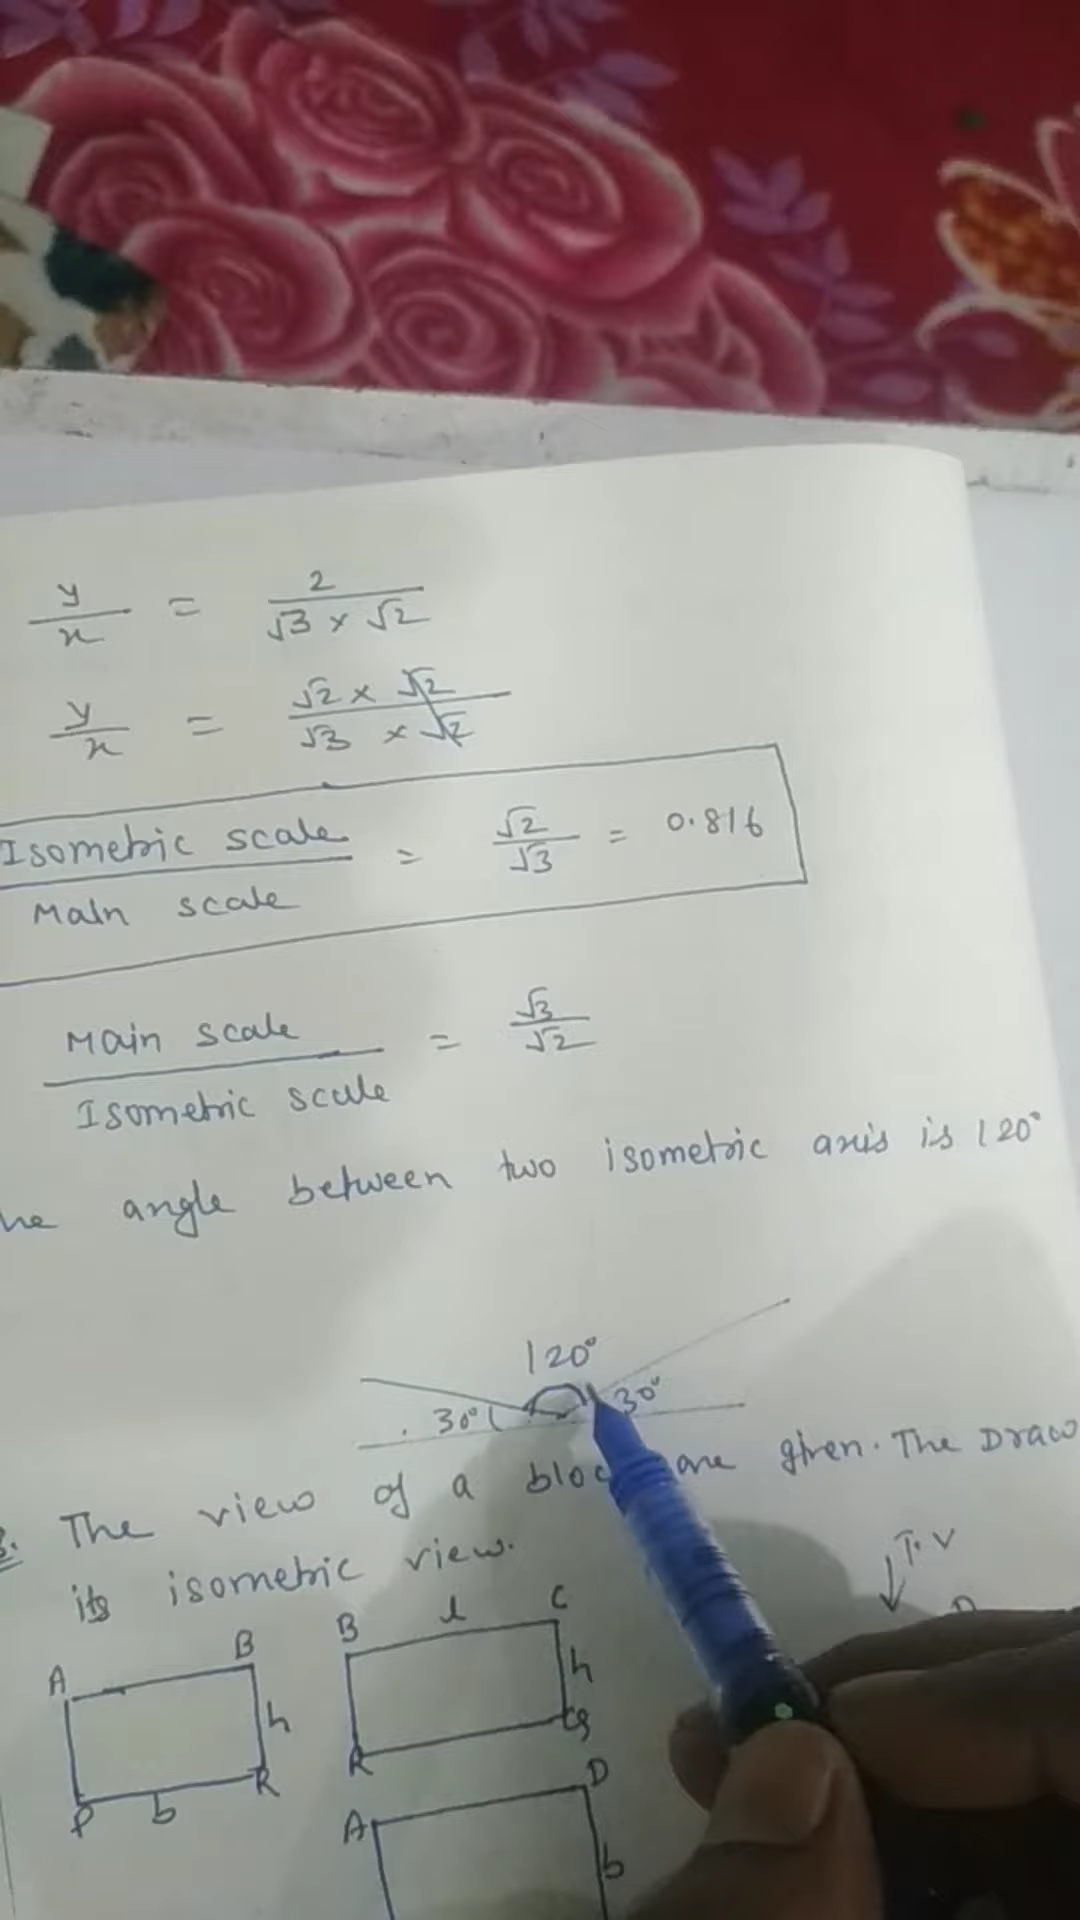 y/x = 2/(√3 × √2)
y/x = (√2 × √2)/(√3 × √2)
Isometric scale / Main scale = √2/√3 = 0.816
Main scale / Isometric scale = √3/√2
he angle between two isometric axis is 120°
120°
30° 30°
3. The view of a bloc are given. The Draw
its isometric view.
T.V
A B h P b R
B l C h R G
A D b